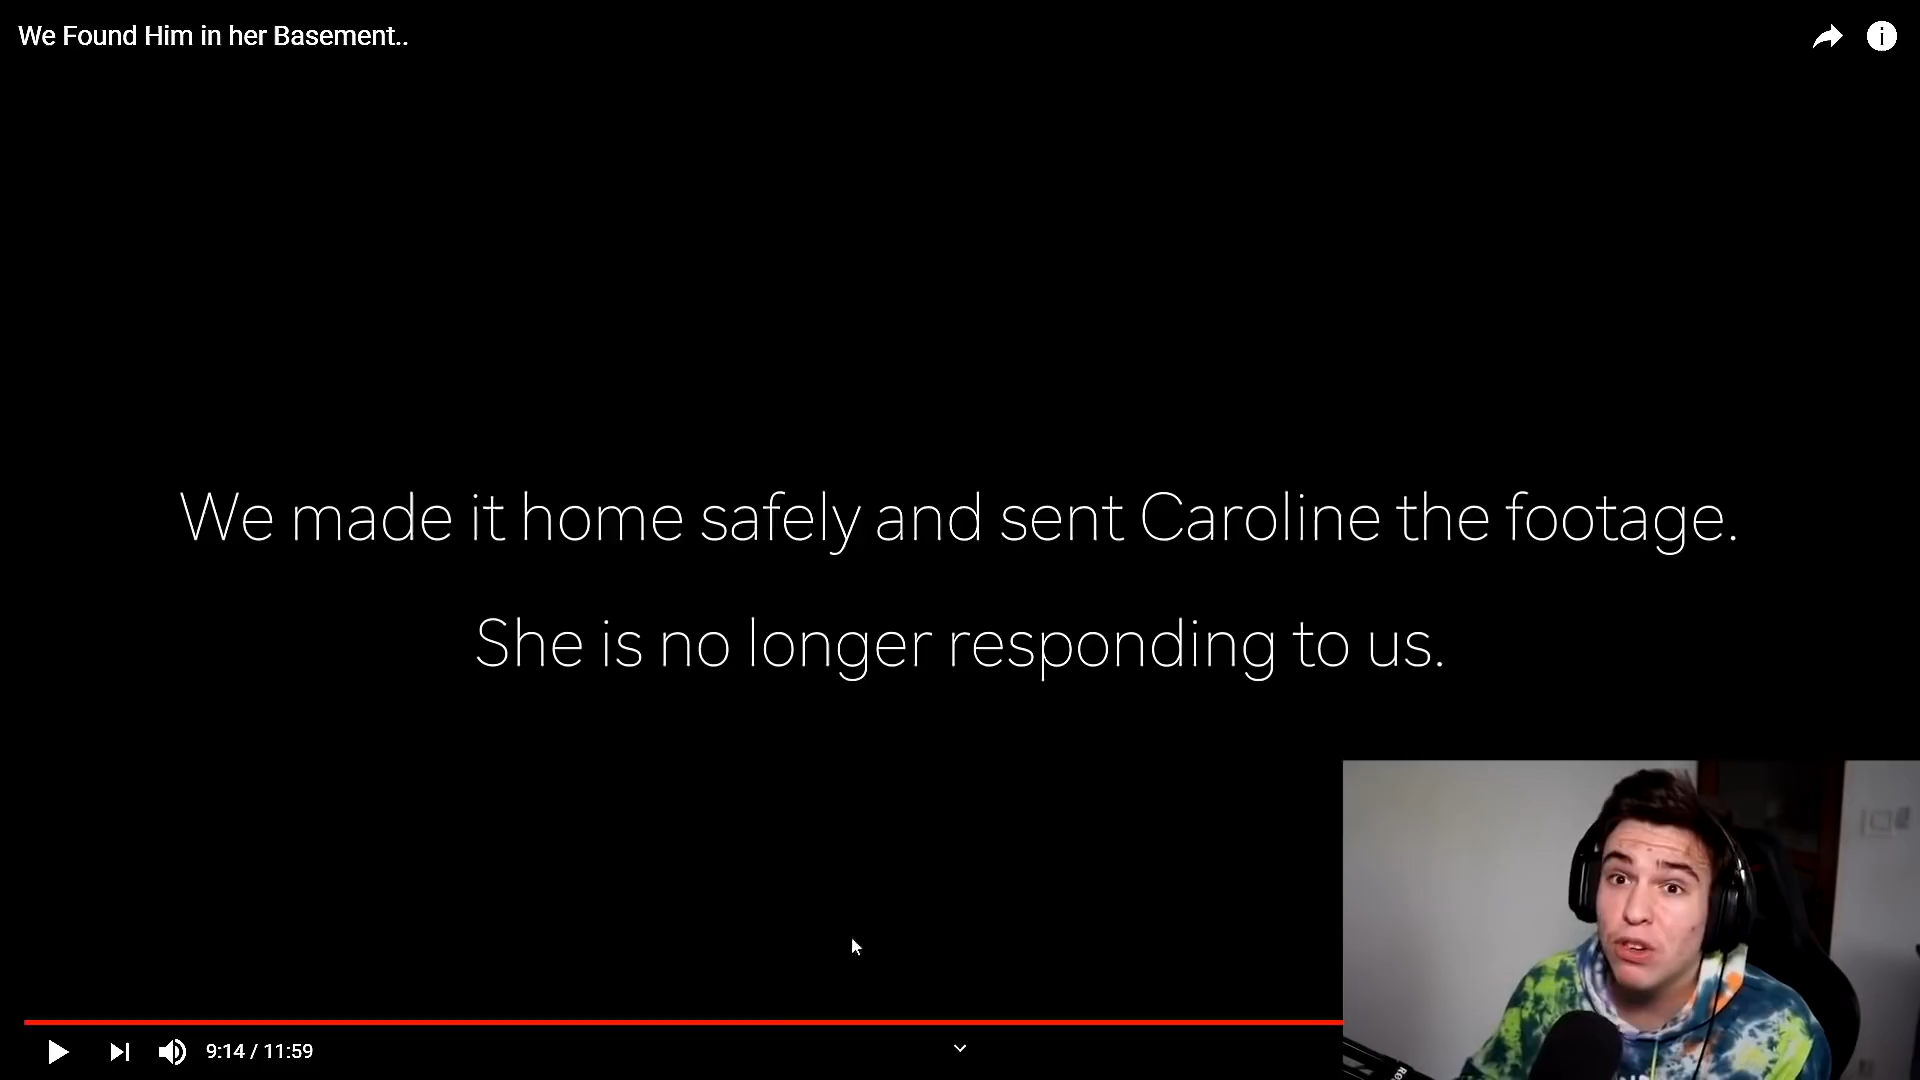 We Found Him in her Basement..
We made it home safely and sent Caroline the footage.
She is no longer responding to us.
9:14 / 11:59